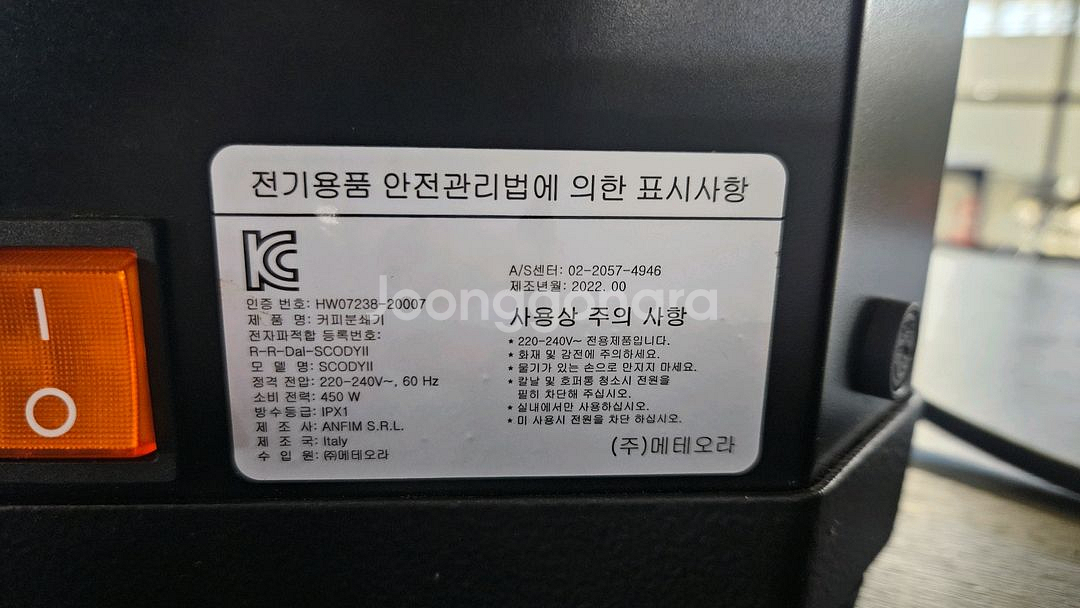 전기용품 안전관리법에 의한 표시사항
KC
인증 번호: HW07238-20007
제 품 명: 커피분쇄기
전자파적합 등록번호:
R-R-Dal-SCODYII
모 델 명: SCODYII
정격 전압: 220-240V~, 60 Hz
소비 전력: 450 W
방수등급: IPX1
제 조 사: ANFIM S.R.L.
제 조 국: Italy
수 입 원: ㈜메테오라
A/S센터: 02-2057-4946
제조년월: 2022. 00
사용상 주의 사항
* 220-240V~ 전용제품입니다.
* 화재 및 감전에 주의하세요.
* 물기가 있는 손으로 만지지 마세요.
* 칼날 및 호퍼통 청소시 전원을
필히 차단해 주십시오.
* 실내에서만 사용하십시오.
* 미 사용시 전원을 차단 하십시오.
(주)메테오라
joonggonara